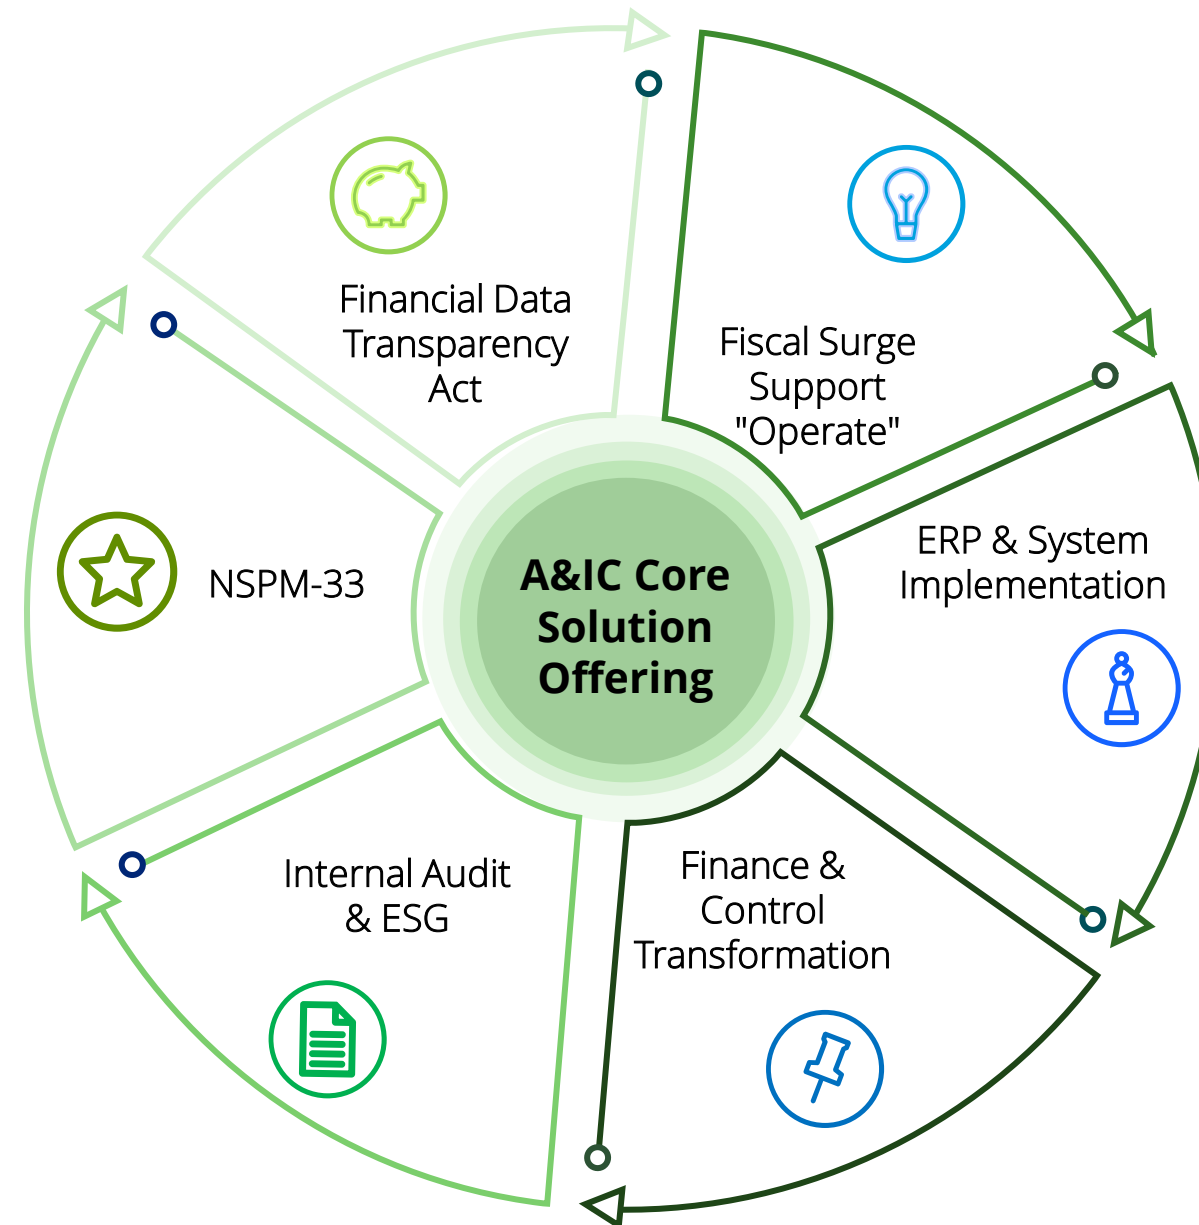 Financial Data
Transparency
Act
Fiscal Surge
Support
"Operate"
ERP & System
Implementation
NSPM-33
A&IC Core
Solution
Offering
Internal Audit
& ESG
Finance &
Control
Transformation